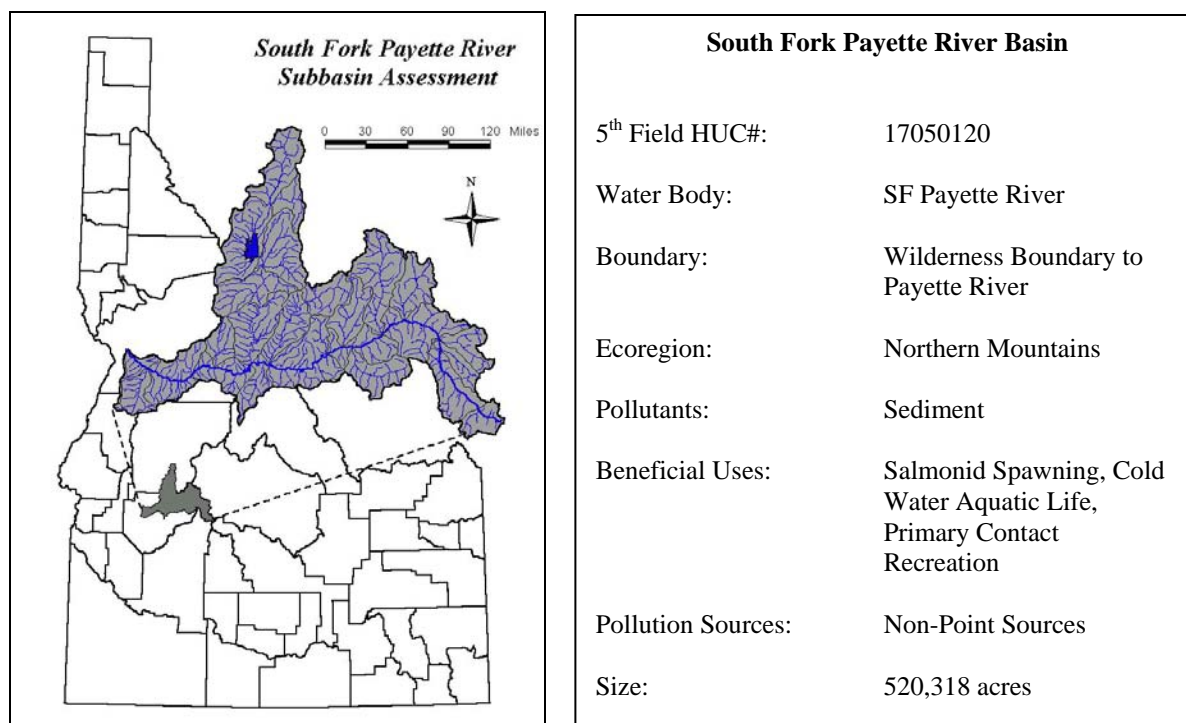 South Fork Payette River
Subbasin Assessment
0 30 60 90 120 Miles
N
South Fork Payette River Basin
5th Field HUC#: 17050120
Water Body: SF Payette River
Boundary: Wilderness Boundary to
Payette River
Ecoregion: Northern Mountains
Pollutants: Sediment
Beneficial Uses: Salmonid Spawning, Cold
Water Aquatic Life,
Primary Contact
Recreation
Pollution Sources: Non-Point Sources
Size: 520,318 acres